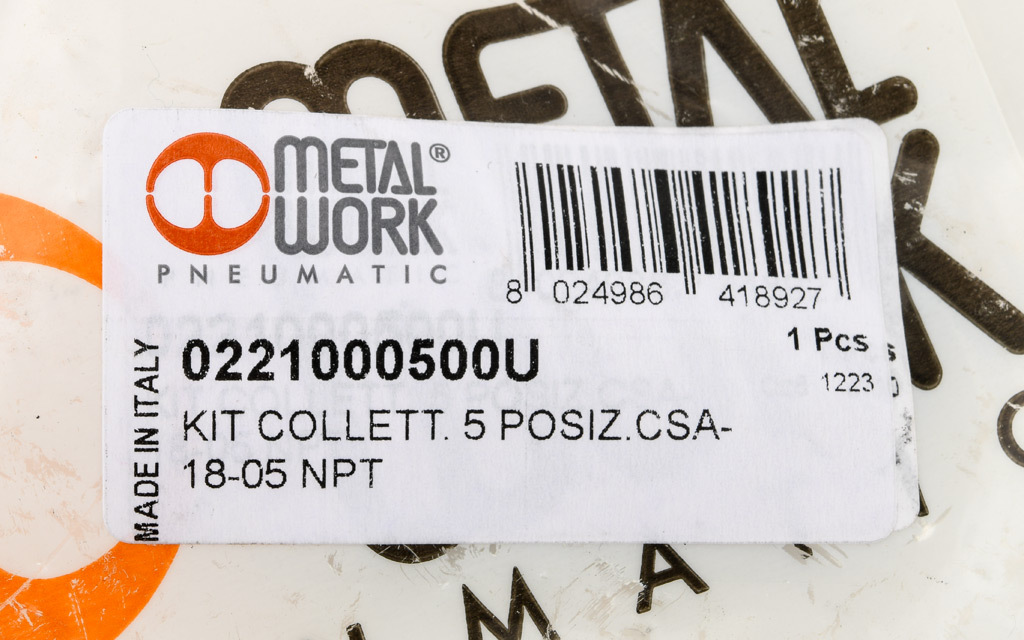 METAL
METAL®
WORK
PNEUMATIC
8 024986 418927
1 Pcs
1223
MADE IN ITALY
0221000500U
KIT COLLETT. 5 POSIZ.CSA-
18-05 NPT